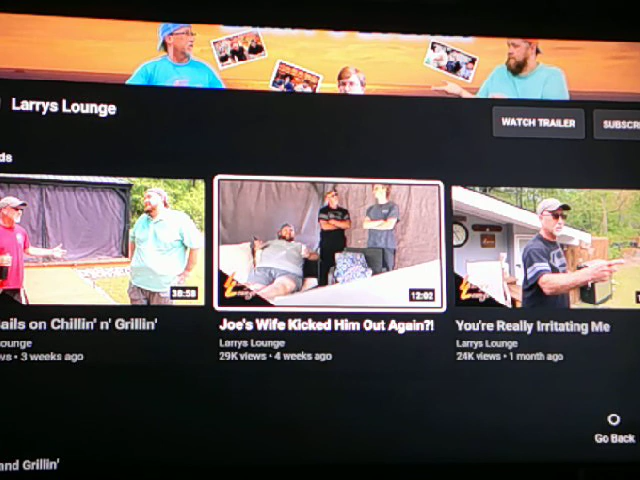 Larrys Lounge
WATCH TRAILER
SUBSCRI
ds
38:58
12:02
ails on Chillin' n' Grillin'
ounge
ws • 3 weeks ago
Joe's Wife Kicked Him Out Again?!
Larrys Lounge
29K views • 4 weeks ago
You're Really Irritating Me
Larrys Lounge
24K views • 1 month ago
Go Back
and Grillin'